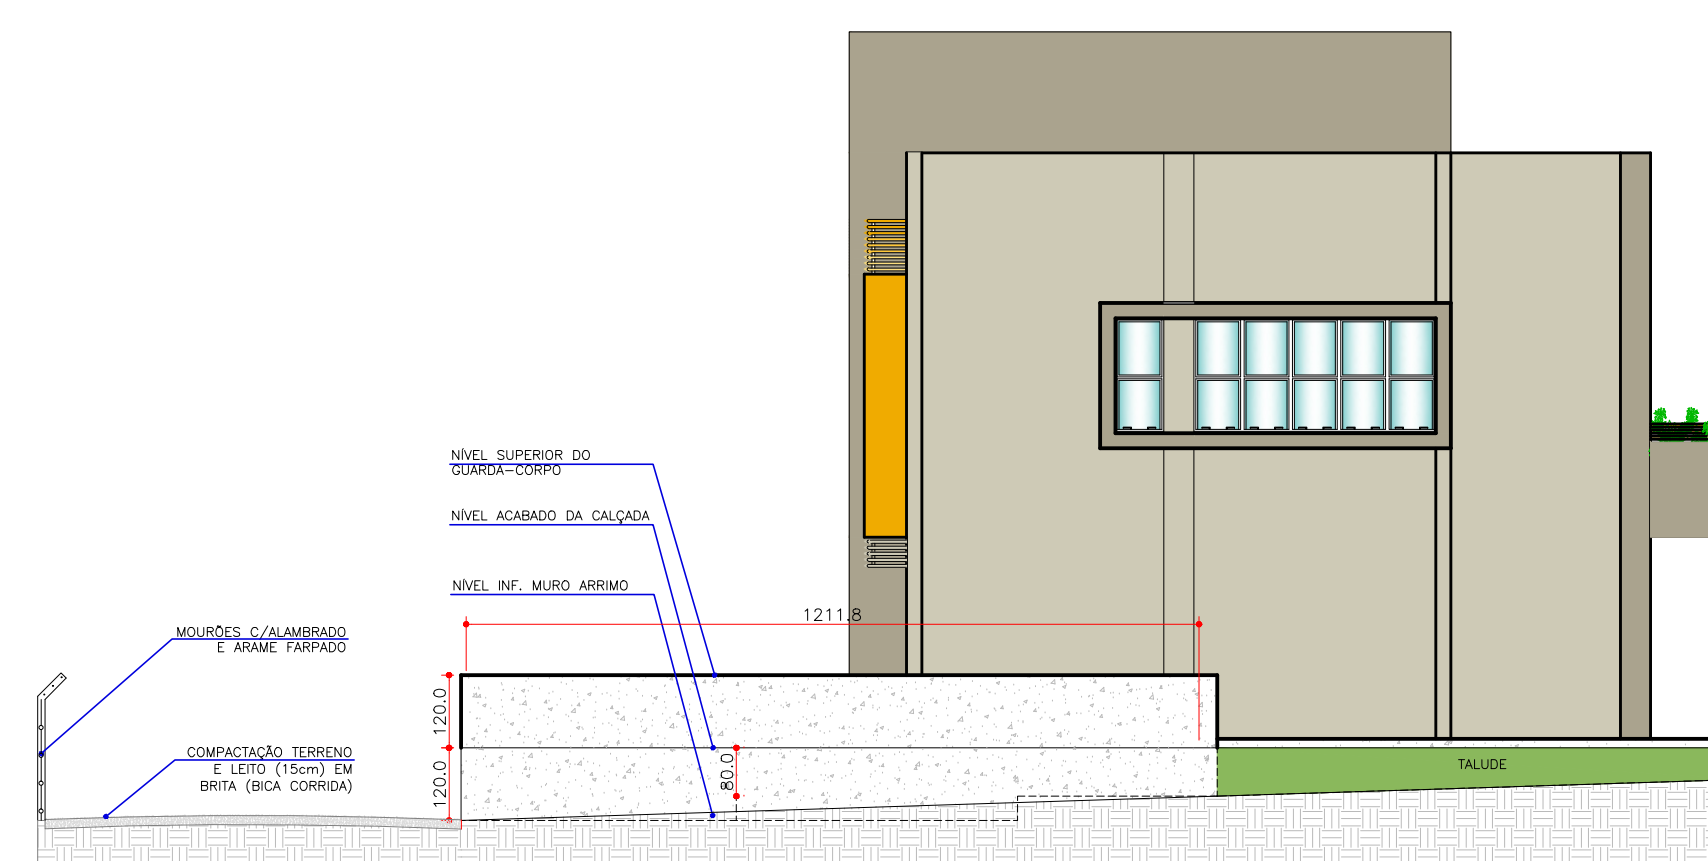 NÍVEL SUPERIOR DO
GUARDA-CORPO
NÍVEL ACABADO DA CALÇADA
NÍVEL INF. MURO ARRIMO
1211.8
MOURÕES C/ALAMBRADO
E ARAME FARPADO
120.0
COMPACTAÇÃO TERRENO
E LEITO (15cm) EM
BRITA (BICA CORRIDA)
120.0
80.0
TALUDE